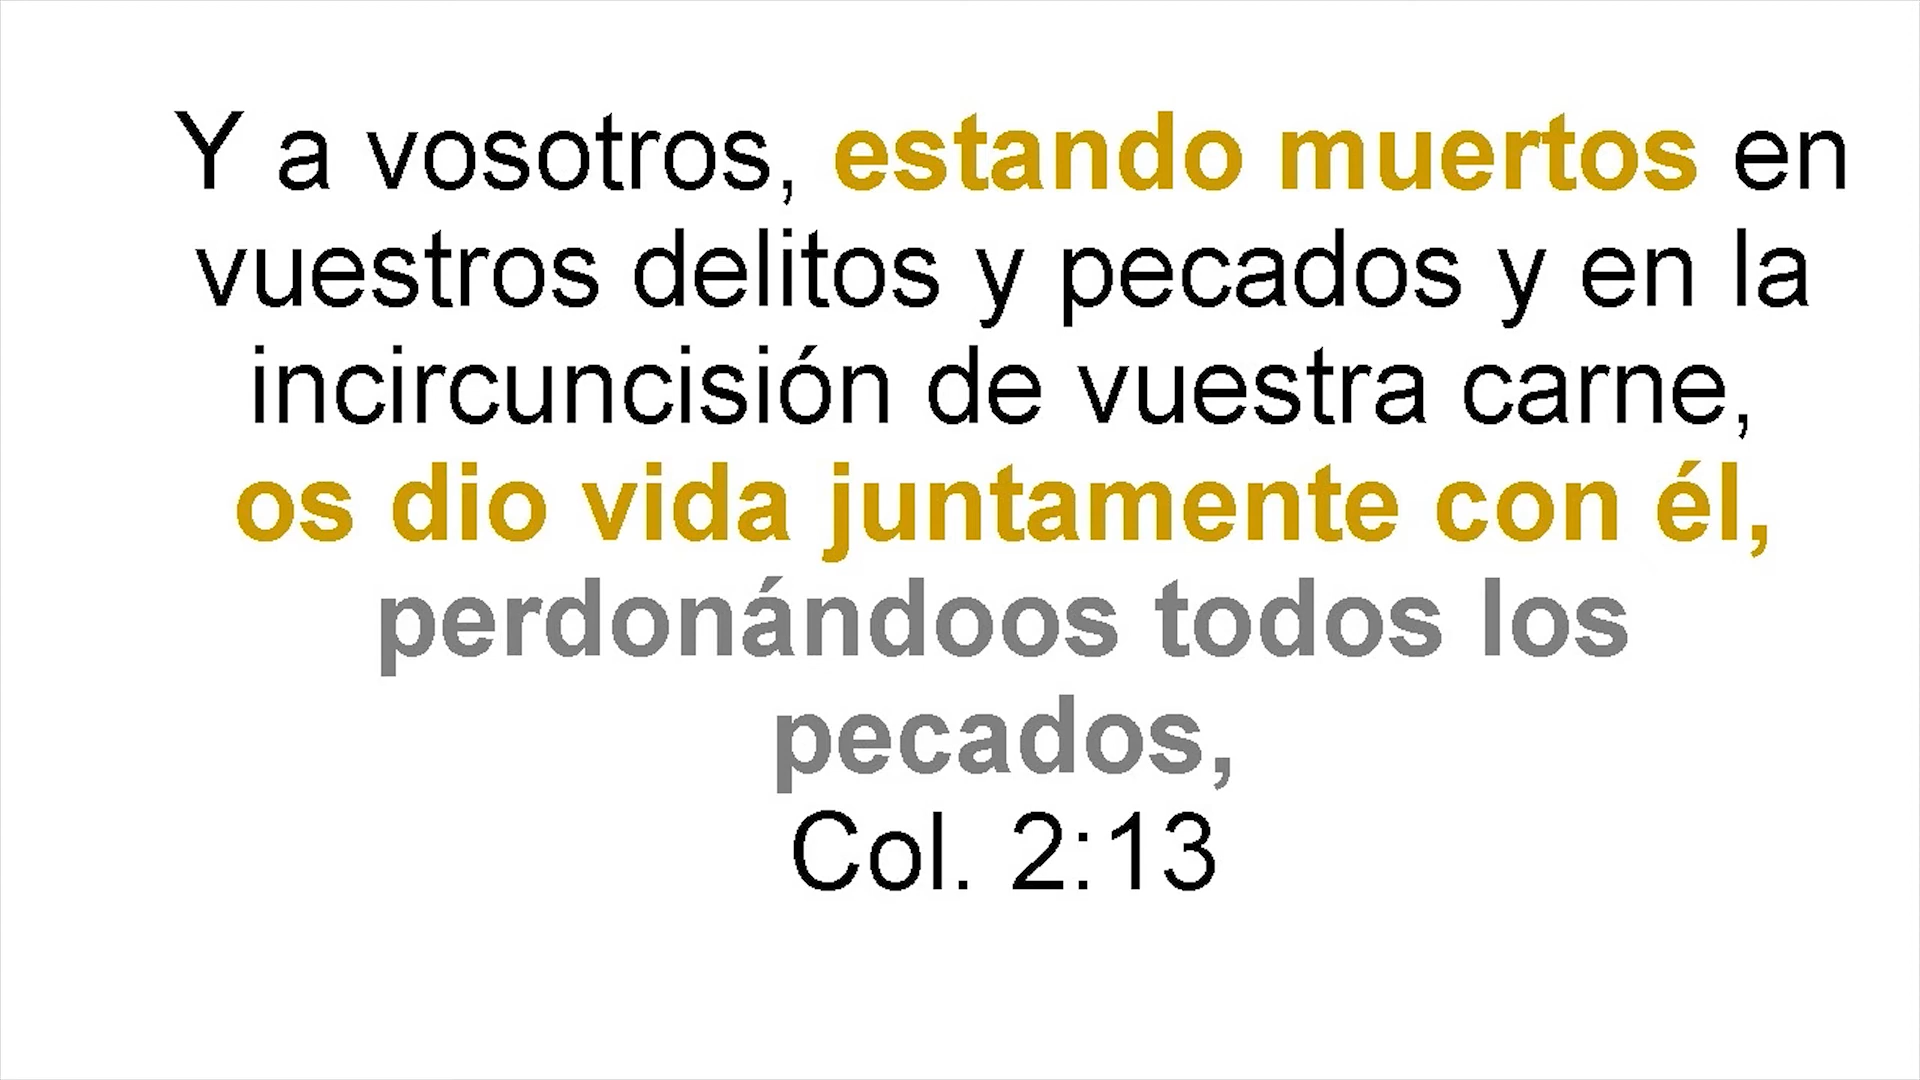 Y a vosotros, estando muertos en
vuestros delitos y pecados y en la
incircuncisión de vuestra carne,
os dio vida juntamente con él,
perdonándoos todos los
pecados,
Col. 2:13